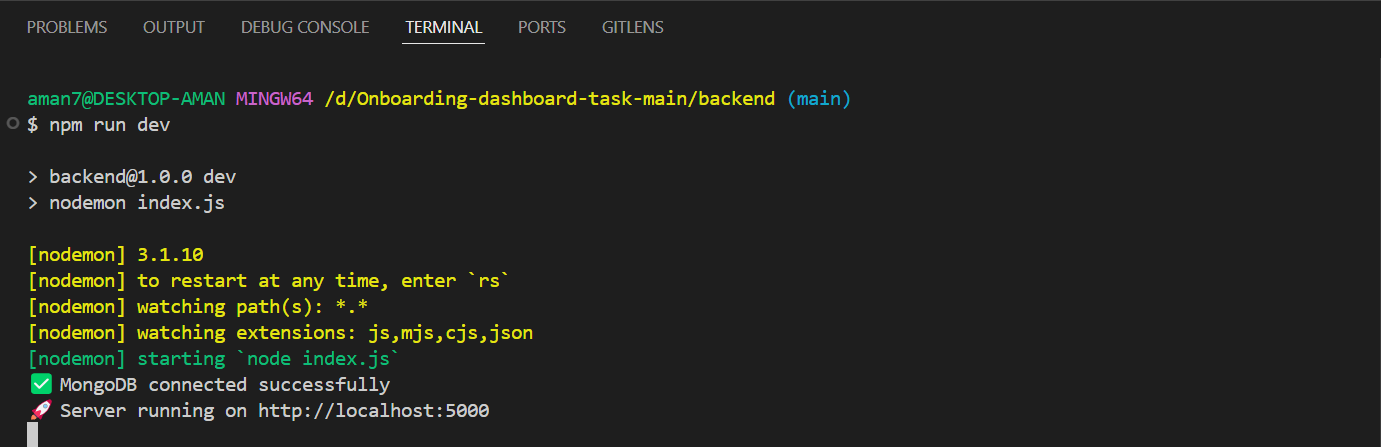 PROBLEMS OUTPUT DEBUG CONSOLE TERMINAL PORTS GITLENS
aman7@DESKTOP-AMAN MINGW64 /d/Onboarding-dashboard-task-main/backend (main)
$ npm run dev
> backend@1.0.0 dev
> nodemon index.js
[nodemon] 3.1.10
[nodemon] to restart at any time, enter `rs`
[nodemon] watching path(s): *.*
[nodemon] watching extensions: js,mjs,cjs,json
[nodemon] starting `node index.js`
✅ MongoDB connected successfully
🚀 Server running on http://localhost:5000